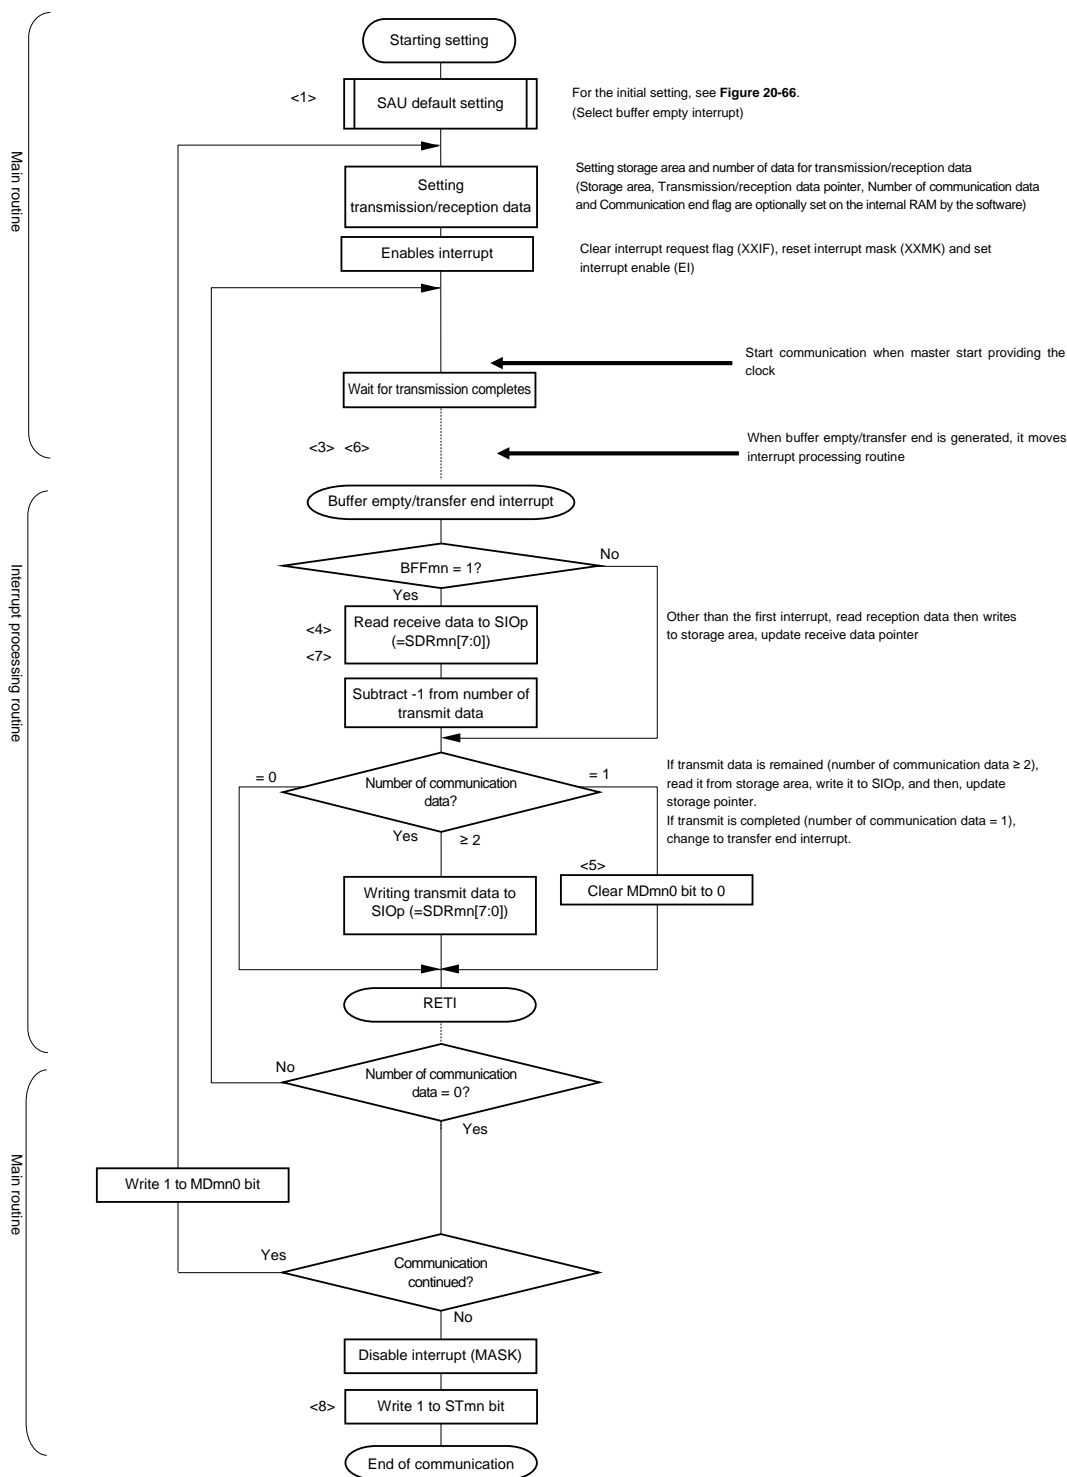 Main routine
Starting setting
<1>
SAU default setting
For the initial setting, see Figure 20-66.
(Select buffer empty interrupt)
Setting
transmission/reception data
Setting storage area and number of data for transmission/reception data
(Storage area, Transmission/reception data pointer, Number of communication data
and Communication end flag are optionally set on the internal RAM by the software)
Enables interrupt
Clear interrupt request flag (XXIF), reset interrupt mask (XXMK) and set
interrupt enable (EI)
Start communication when master start providing the
clock
Wait for transmission completes
<3> <6>
When buffer empty/transfer end is generated, it moves
interrupt processing routine
Interrupt processing routine
Buffer empty/transfer end interrupt
BFFmn = 1?
No
Yes
<4>
<7>
Read receive data to SIOp
(=SDRmn[7:0])
Other than the first interrupt, read reception data then writes
to storage area, update receive data pointer
Subtract -1 from number of
transmit data
= 0
Number of communication
data?
= 1
If transmit data is remained (number of communication data ≥ 2),
read it from storage area, write it to SIOp, and then, update
storage pointer.
If transmit is completed (number of communication data = 1),
change to transfer end interrupt.
Yes
≥ 2
<5>
Writing transmit data to
SIOp (=SDRmn[7:0])
Clear MDmn0 bit to 0
RETI
Main routine
No
Number of communication
data = 0?
Yes
Write 1 to MDmn0 bit
Yes
Communication
continued?
No
Disable interrupt (MASK)
<8>
Write 1 to STmn bit
End of communication